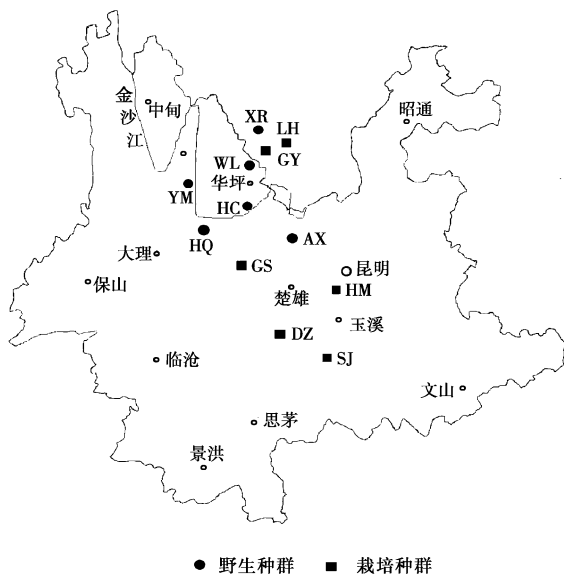 金沙江
中甸
昭通
XR
LH
GY
WL
华坪
YM
HC
HQ
AX
大理
GS
昆明
保山
楚雄
HM
玉溪
DZ
临沧
SJ
文山
思茅
景洪
● 野生种群 ■ 栽培种群